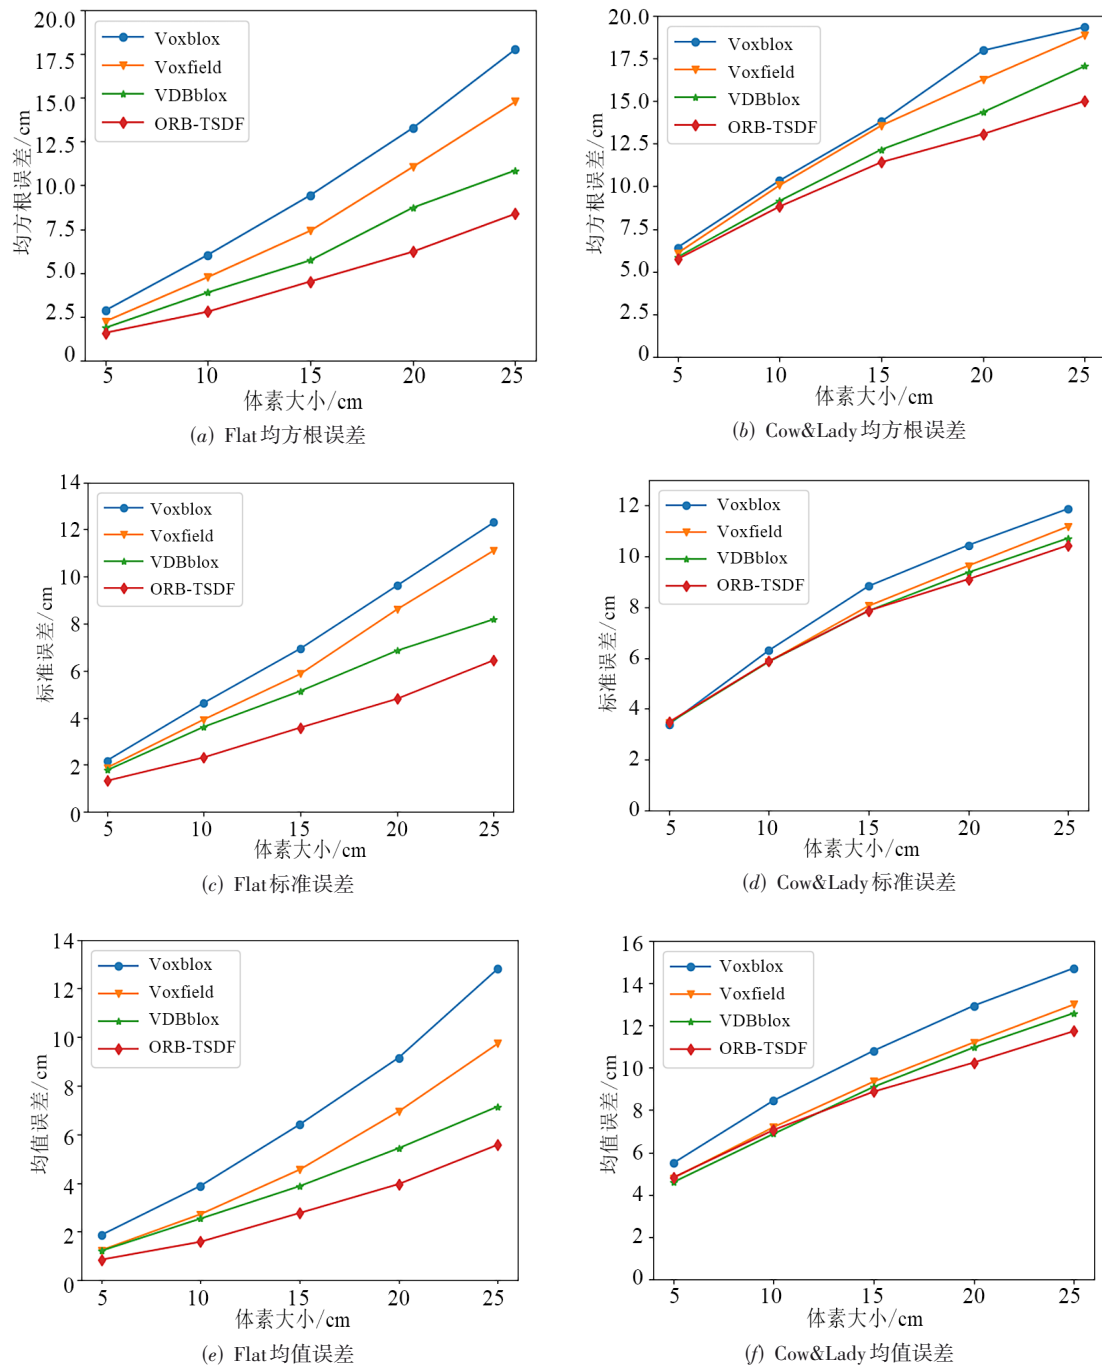 20.0
17.5
15.0
12.5
10.0
7.5
5.0
2.5
0
均方根误差/cm
Voxblox
Voxfield
VDBblox
ORB-TSDF
5 10 15 20 25
体素大小/cm
(a) Flat均方根误差
20.0
17.5
15.0
12.5
10.0
7.5
5.0
2.5
0
均方根误差/cm
Voxblox
Voxfield
VDBblox
ORB-TSDF
5 10 15 20 25
体素大小/cm
(b) Cow&Lady均方根误差
14
12
10
8
6
4
2
0
标准误差/cm
Voxblox
Voxfield
VDBblox
ORB-TSDF
5 10 15 20 25
体素大小/cm
(c) Flat标准误差
12
10
8
6
4
2
0
标准误差/cm
Voxblox
Voxfield
VDBblox
ORB-TSDF
5 10 15 20 25
体素大小/cm
(d) Cow&Lady标准误差
14
12
10
8
6
4
2
0
均值误差/cm
Voxblox
Voxfield
VDBblox
ORB-TSDF
5 10 15 20 25
体素大小/cm
(e) Flat均值误差
16
14
12
10
8
6
4
2
0
均值误差/cm
Voxblox
Voxfield
VDBblox
ORB-TSDF
5 10 15 20 25
体素大小/cm
(f) Cow&Lady均值误差